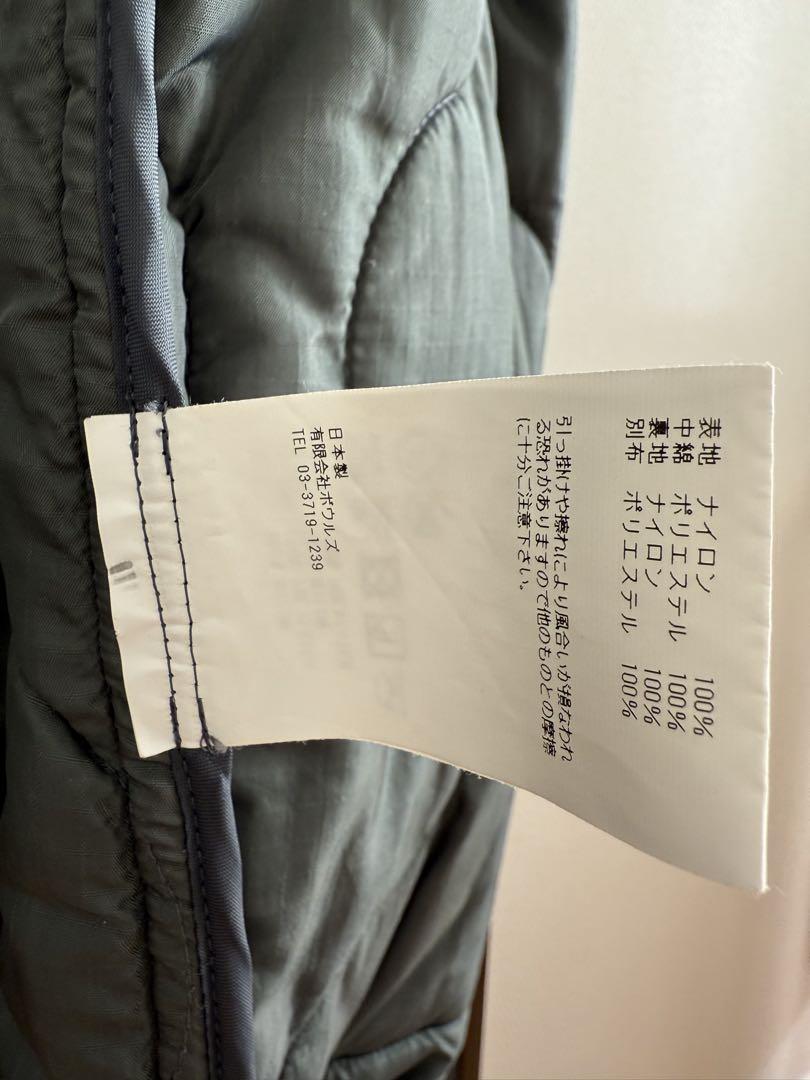 表地 ナイロン 100%
中綿 ポリエステル 100%
裏地 ナイロン 100%
別布 ポリエステル 100%
引っ掛けや擦れにより風合いが損なわれ
る恐れがありますので他のものとの摩擦
に十分ご注意下さい。
日本製
有限会社ボウルズ
TEL 03-3719-1239